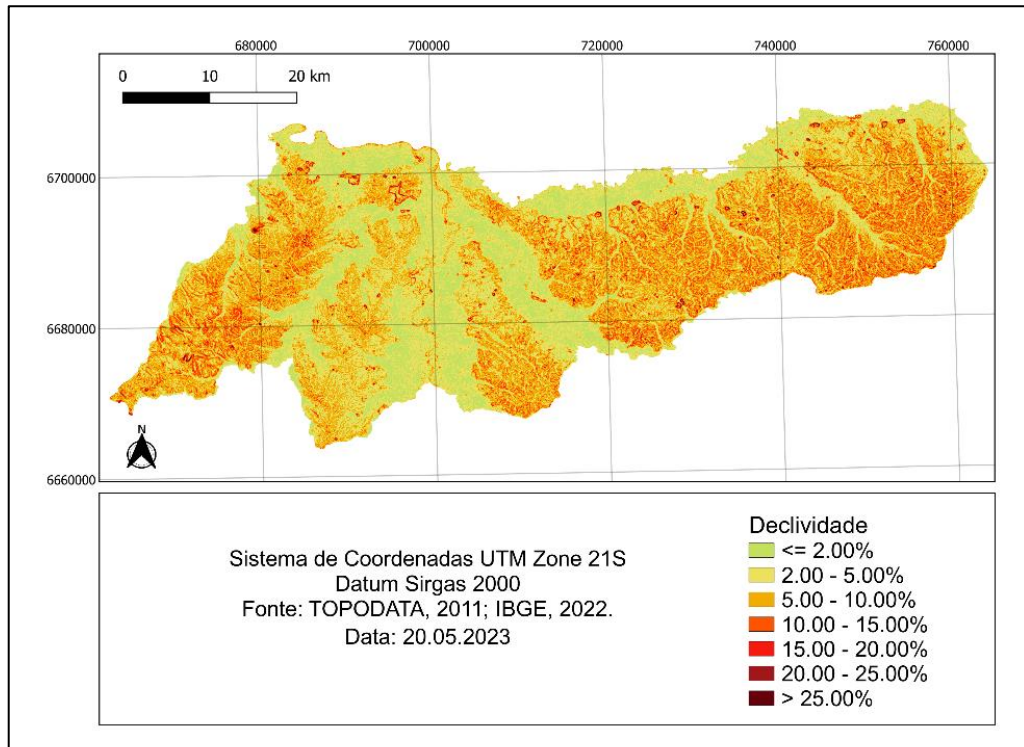 680000 700000 720000 740000 760000
0 10 20 km
6700000
6680000
N
6660000
Sistema de Coordenadas UTM Zone 21S
Datum Sirgas 2000
Fonte: TOPODATA, 2011; IBGE, 2022.
Data: 20.05.2023
Declividade
<= 2.00%
2.00 - 5.00%
5.00 - 10.00%
10.00 - 15.00%
15.00 - 20.00%
20.00 - 25.00%
> 25.00%